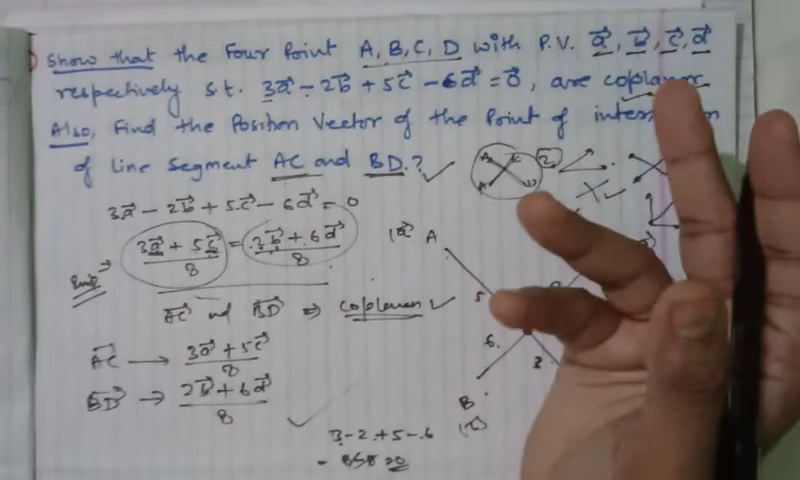 Show that the Four Point A, B, C, D with P.V. a⃗, b⃗, c⃗, d⃗
respectively s.t. 3a⃗ - 2b⃗ + 5c⃗ - 6d⃗ = 0⃗, are coplanar.
Also, Find the Position Vector of the Point of
of line segment AC and BD.?
3a⃗ - 2b⃗ + 5c⃗ - 6d⃗ = 0
3a⃗ + 5c⃗ / 8 = 2b⃗ + 6d⃗ / 8
AC⃗ and BD⃗ ⇒ coplanar
AC⃗ → 3a⃗ + 5c⃗ / 8
BD⃗ → 2b⃗ + 6d⃗ / 8
3 - 2 + 5 - 6
(a⃗) A
5
6.
2
B